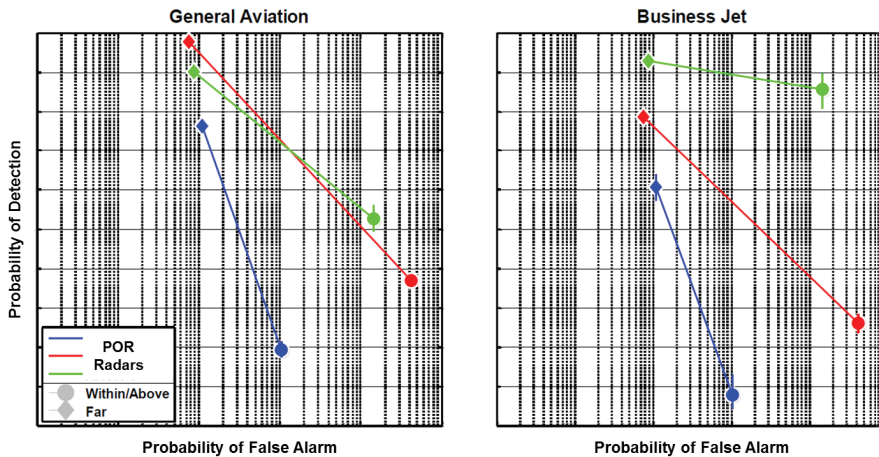 General Aviation
Business Jet
Probability of Detection
POR
Radars
Within/Above
Far
Probability of False Alarm
Probability of False Alarm